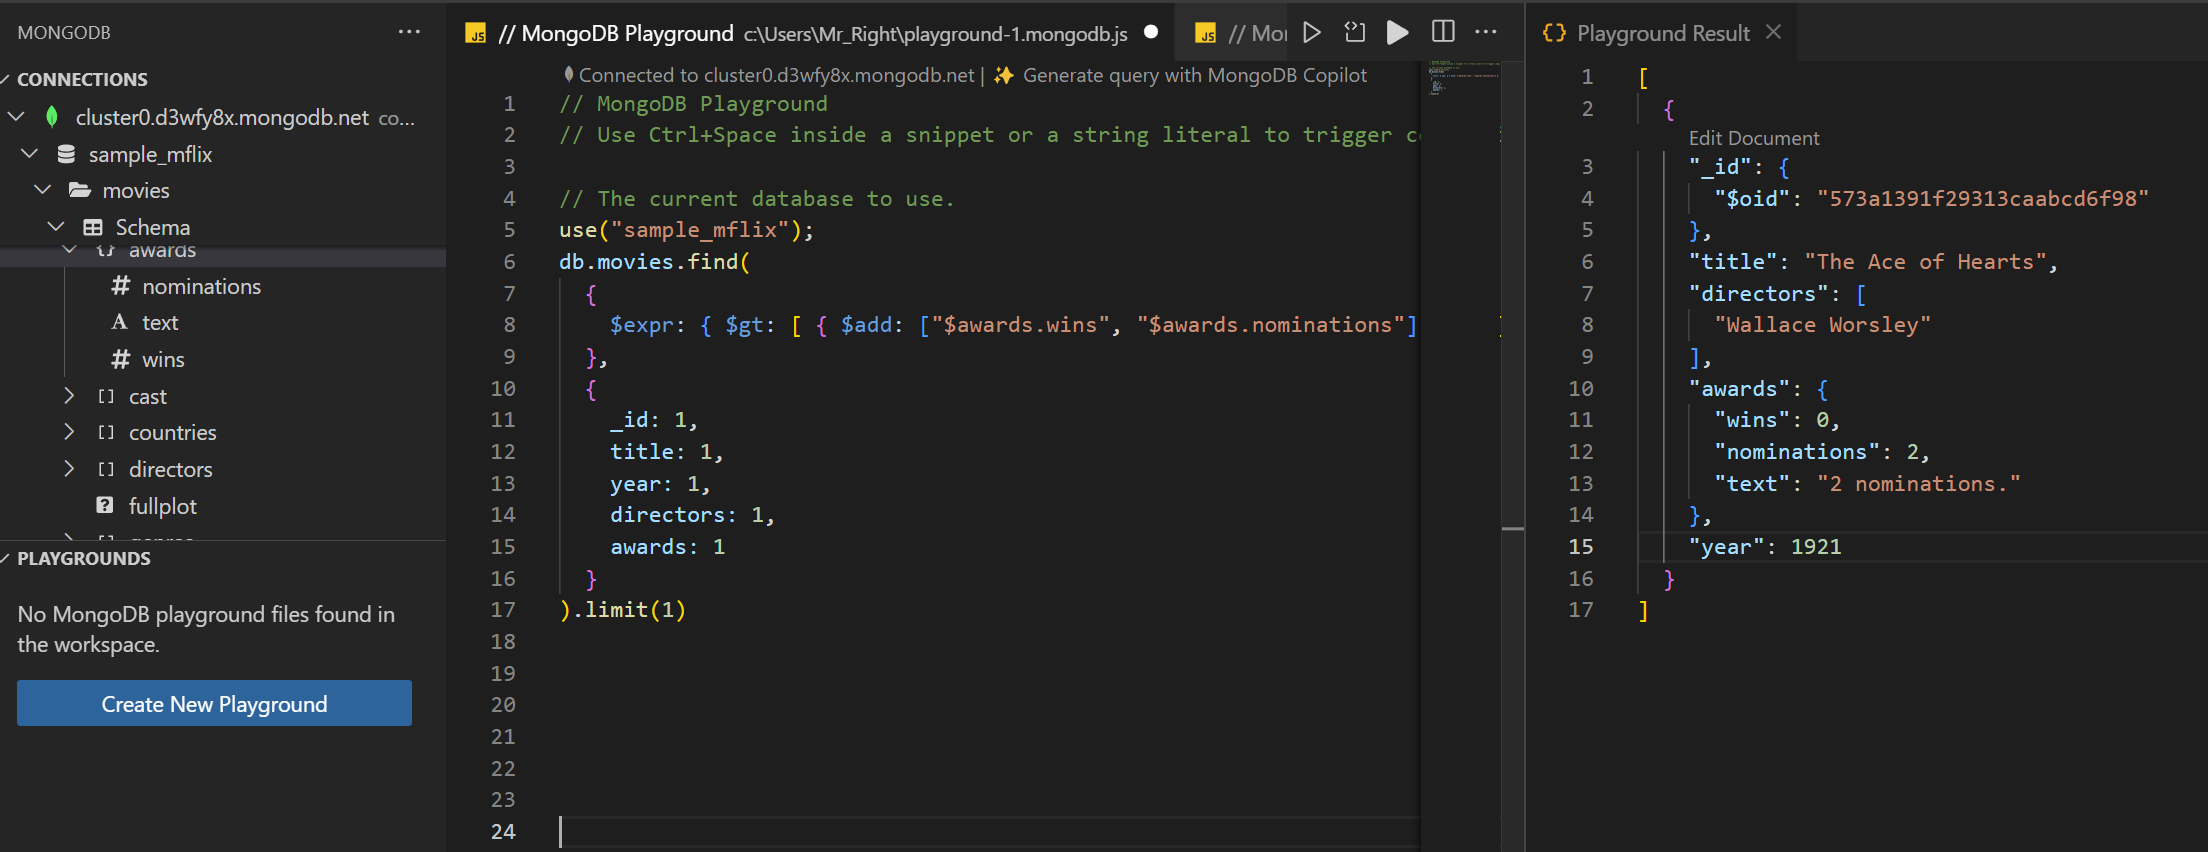 MONGODB
CONNECTIONS
cluster0.d3wfy8x.mongodb.net co...
sample_mflix
movies
Schema
awards
nominations
text
wins
cast
countries
directors
fullplot
PLAYGROUNDS
No MongoDB playground files found in
the workspace.
Create New Playground
JS // MongoDB Playground c:\Users\Mr_Right\playground-1.mongodb.js
JS // Mo
Connected to cluster0.d3wfy8x.mongodb.net | ✨ Generate query with MongoDB Copilot
1 // MongoDB Playground
2 // Use Ctrl+Space inside a snippet or a string literal to trigger c
3
4 // The current database to use.
5 use("sample_mflix");
6 db.movies.find(
7 {
8 $expr: { $gt: [ { $add: ["$awards.wins", "$awards.nominations"]
9 },
10 {
11 _id: 1,
12 title: 1,
13 year: 1,
14 directors: 1,
15 awards: 1
16 }
17 ).limit(1)
18
19
20
21
22
23
24
{} Playground Result
1 [
2 {
Edit Document
3 "_id": {
4 "$oid": "573a1391f29313caabcd6f98"
5 },
6 "title": "The Ace of Hearts",
7 "directors": [
8 "Wallace Worsley"
9 ],
10 "awards": {
11 "wins": 0,
12 "nominations": 2,
13 "text": "2 nominations."
14 },
15 "year": 1921
16 }
17 ]